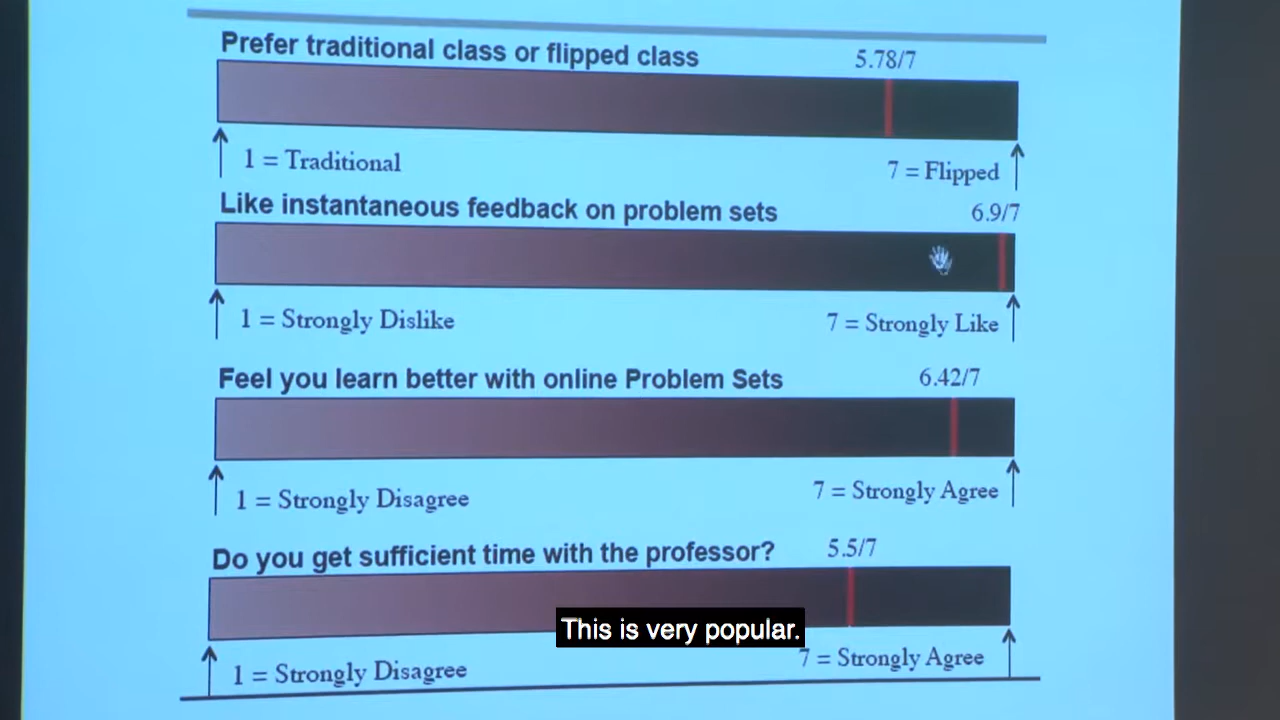 Prefer traditional class or flipped class 5.78/7
1 = Traditional 7 = Flipped
Like instantaneous feedback on problem sets 6.9/7
1 = Strongly Dislike 7 = Strongly Like
Feel you learn better with online Problem Sets 6.42/7
1 = Strongly Disagree 7 = Strongly Agree
Do you get sufficient time with the professor? 5.5/7
This is very popular.
1 = Strongly Disagree 7 = Strongly Agree